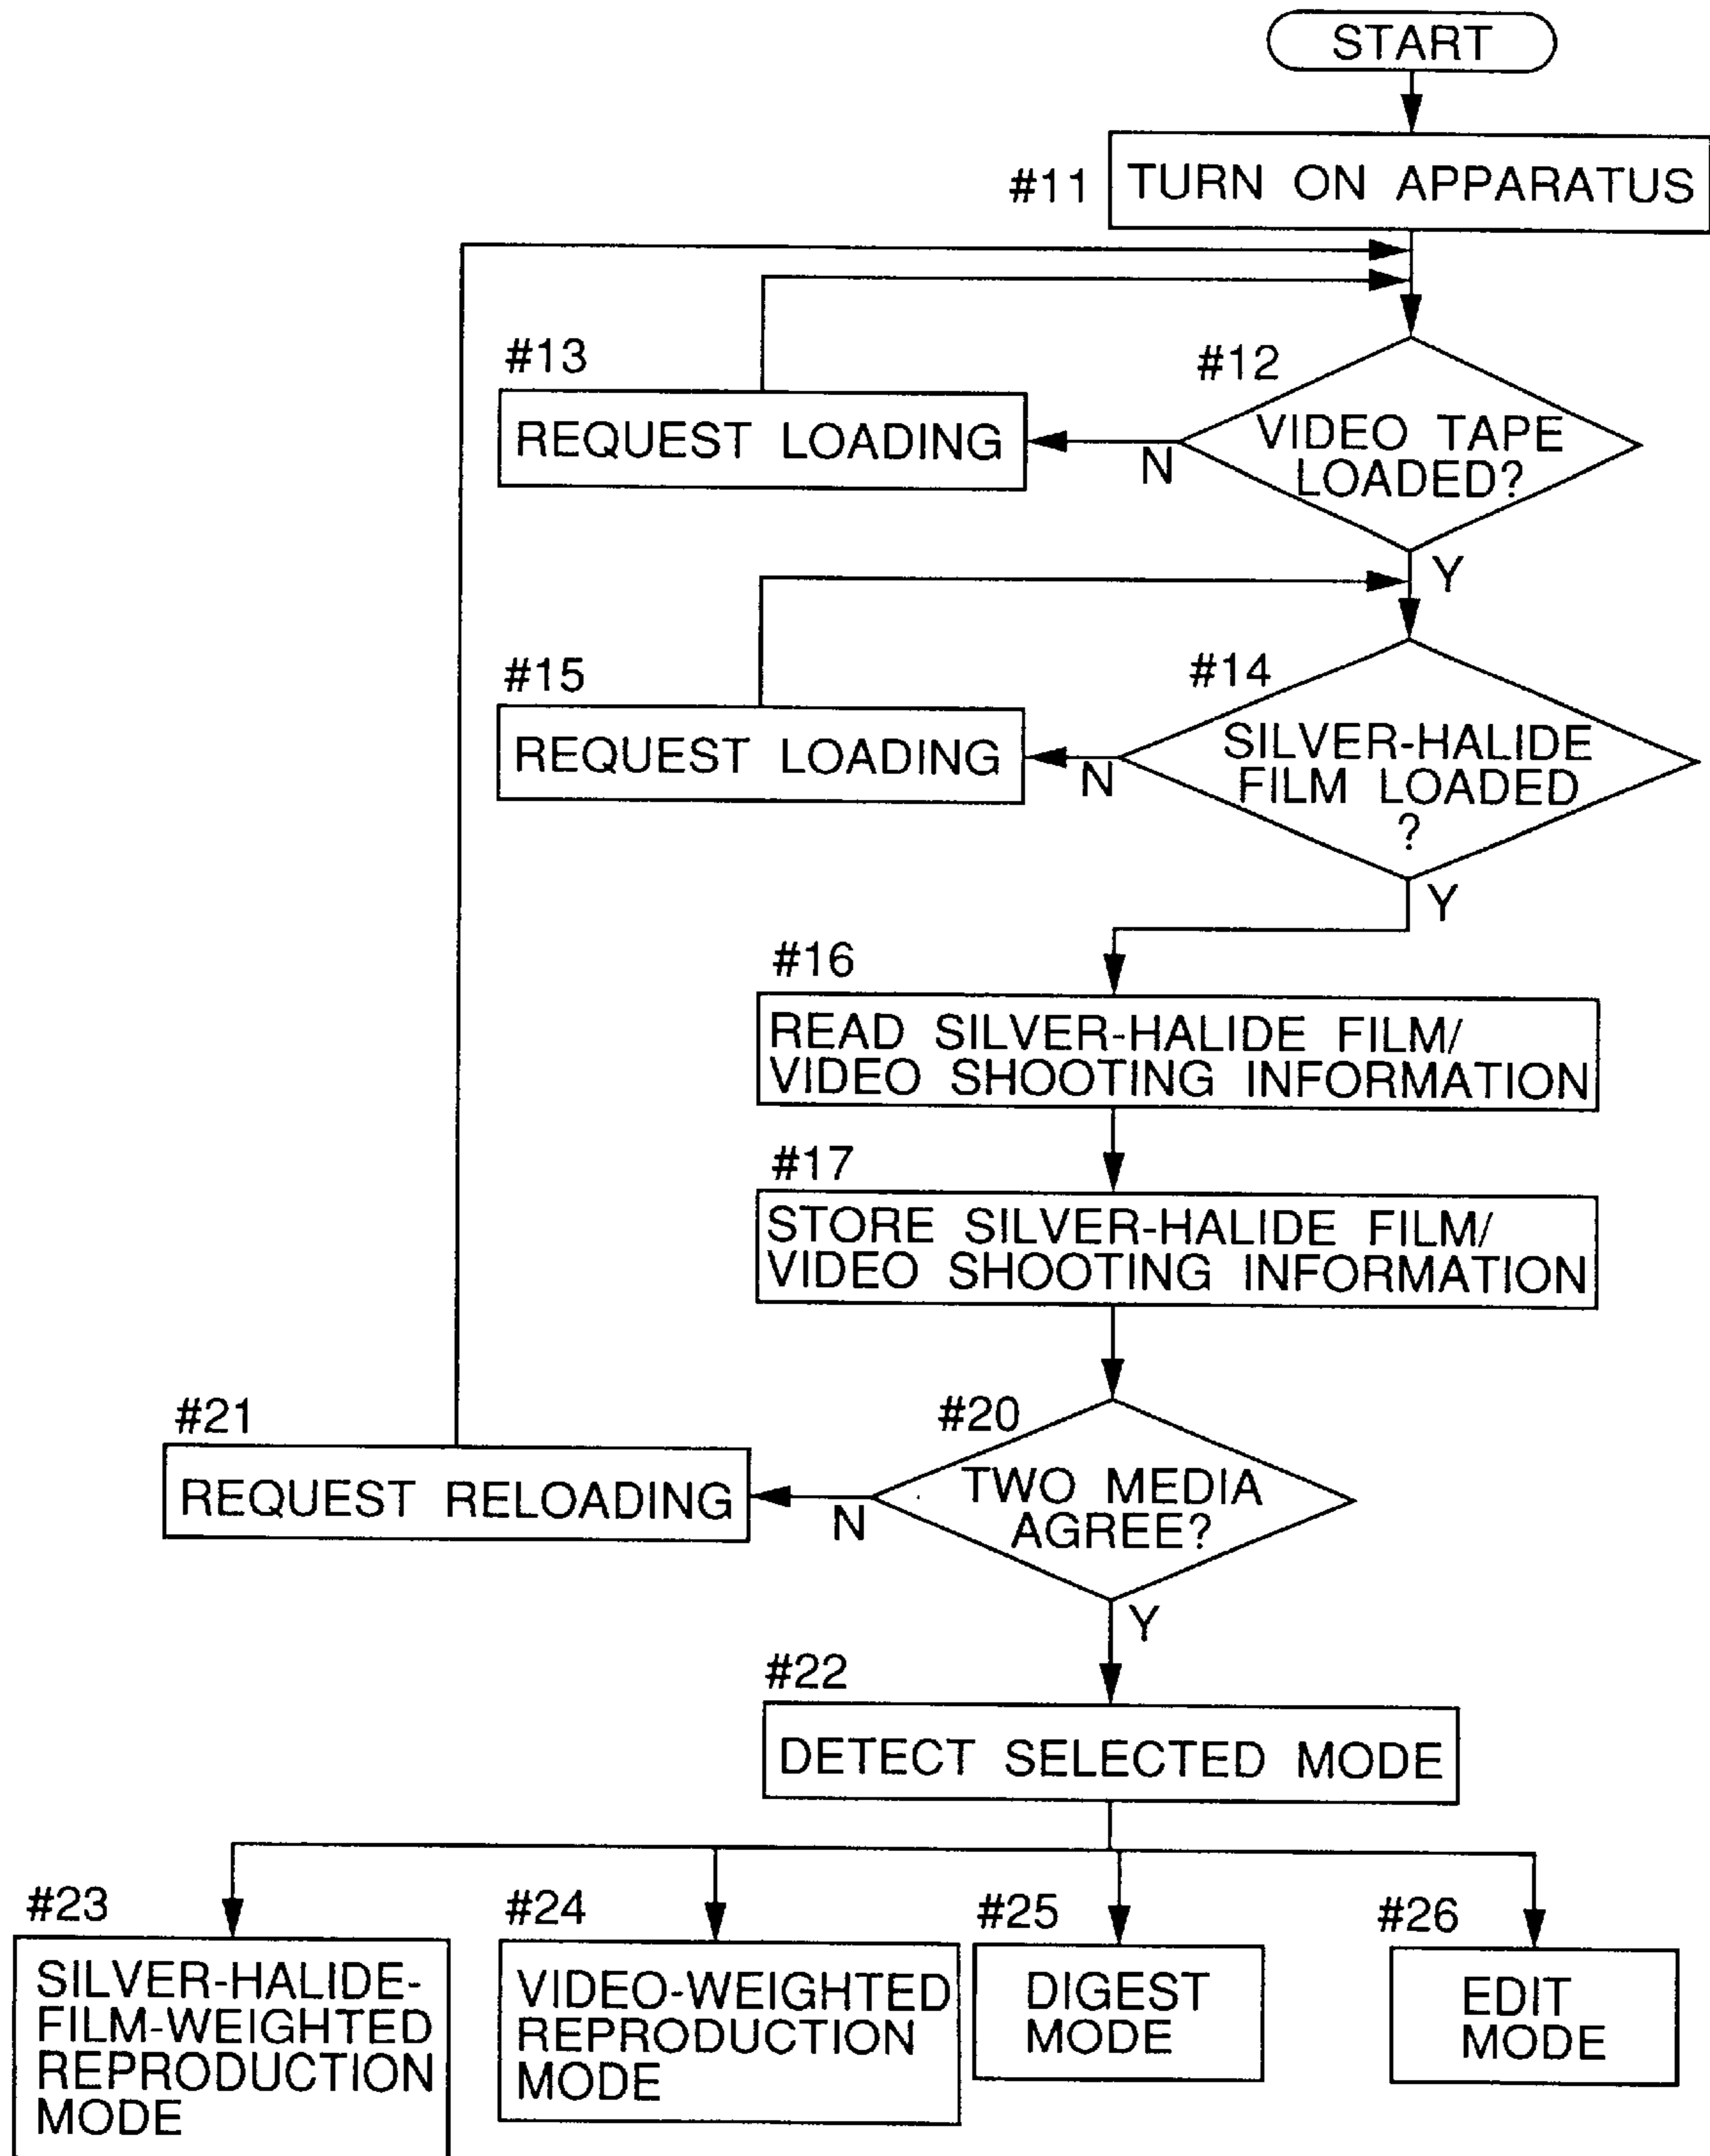 START
#11
TURN ON APPARATUS
#13
#12
REQUEST LOADING
N
VIDEO TAPE
LOADED?
Y
#15
#14
REQUEST LOADING
N
SILVER-HALIDE
FILM LOADED
?
Y
#16
READ SILVER-HALIDE FILM/
VIDEO SHOOTING INFORMATION
#17
STORE SILVER-HALIDE FILM/
VIDEO SHOOTING INFORMATION
#21
#20
REQUEST RELOADING
N
TWO MEDIA
AGREE?
Y
#22
DETECT SELECTED MODE
#23
SILVER-HALIDE-
FILM-WEIGHTED
REPRODUCTION
MODE
#24
VIDEO-WEIGHTED
REPRODUCTION
MODE
#25
DIGEST
MODE
#26
EDIT
MODE